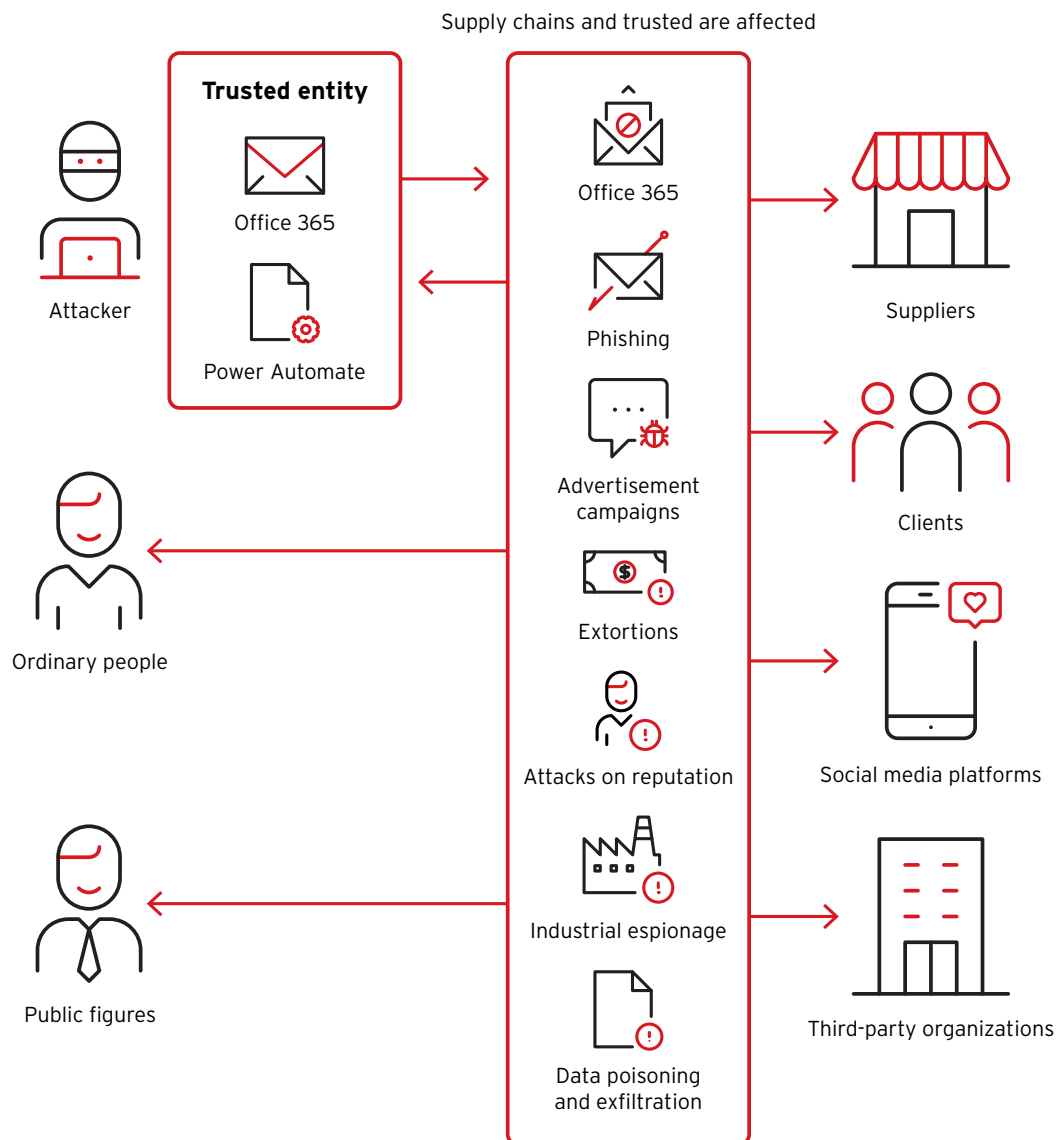 Supply chains and trusted are affected
Trusted entity
Office 365
Power Automate
Attacker
Ordinary people
Public figures
Office 365
Phishing
Advertisement
campaigns
$
Extortions
Attacks on reputation
Industrial espionage
Data poisoning
and exfiltration
Suppliers
Clients
Social media platforms
Third-party organizations